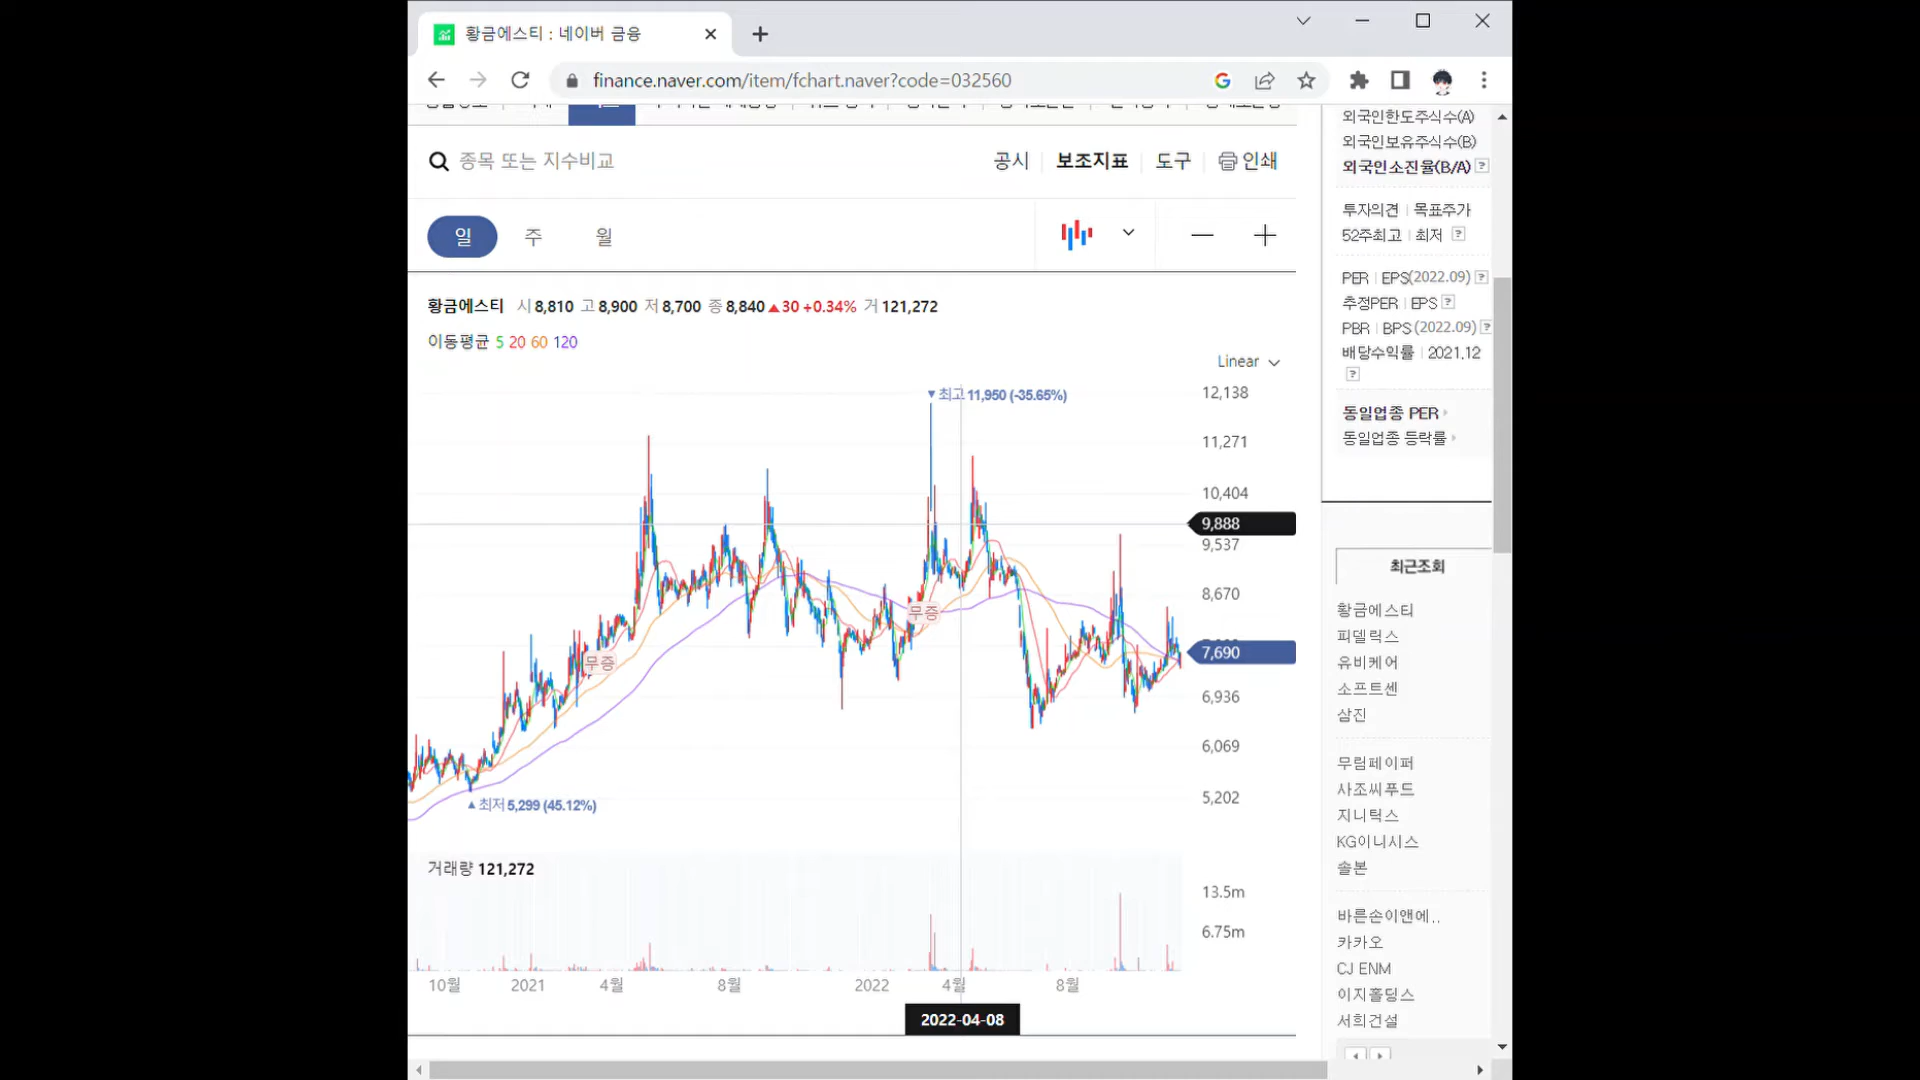 황금에스티 : 네이버 금융
finance.naver.com/item/fchart.naver?code=032560
종목 또는 지수비교
공시
보조지표
도구
인쇄
일
주
월
황금에스티 시 8,810 고 8,900 저 8,700 종 8,840 ▲30 +0.34% 거 121,272
이동평균 5 20 60 120
Linear
▼최고 11,950 (-35.65%)
12,138
11,271
10,404
9,888
9,537
8,670
7,690
6,936
6,069
5,202
무증
무증
▲최저 5,299 (45.12%)
거래량 121,272
13.5m
6.75m
10월 2021 4월 8월 2022 4월 8월
2022-04-08
외국인한도주식수(A)
외국인보유주식수(B)
외국인소진율(B/A) ?
투자의견 | 목표주가
52주최고 | 최저 ?
PER | EPS(2022.09) ?
추정PER | EPS ?
PBR | BPS (2022.09) ?
배당수익률 | 2021.12
?
동일업종 PER
동일업종 등락률
최근조회
황금에스티
피델릭스
유비케어
소프트센
삼진
무림페이퍼
사조씨푸드
지니틱스
KG이니시스
솔본
바른손이앤에..
카카오
CJ ENM
이지홀딩스
서희건설